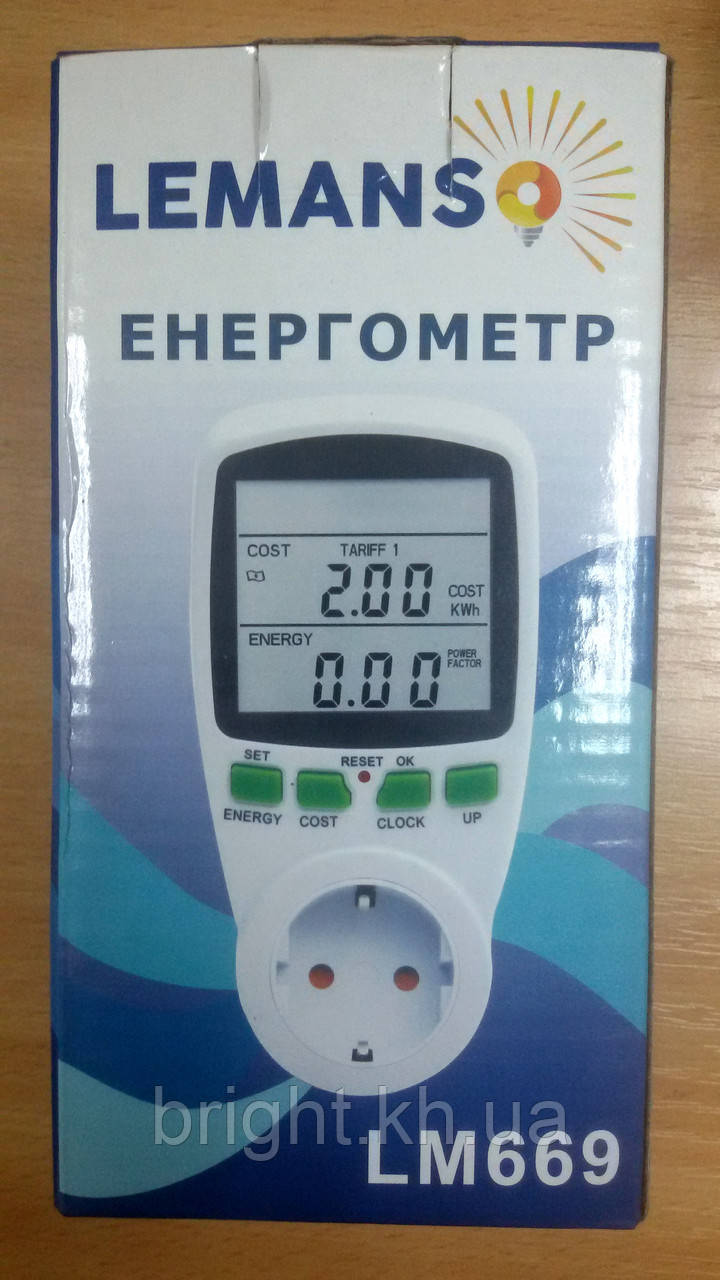 LEMANSO
ЕНЕРГОМЕТР
COST TARIFF 1
2.00 COST KWh
ENERGY
0.00 POWER FACTOR
SET RESET OK
ENERGY COST CLOCK UP
bright.kh.ua
LM669